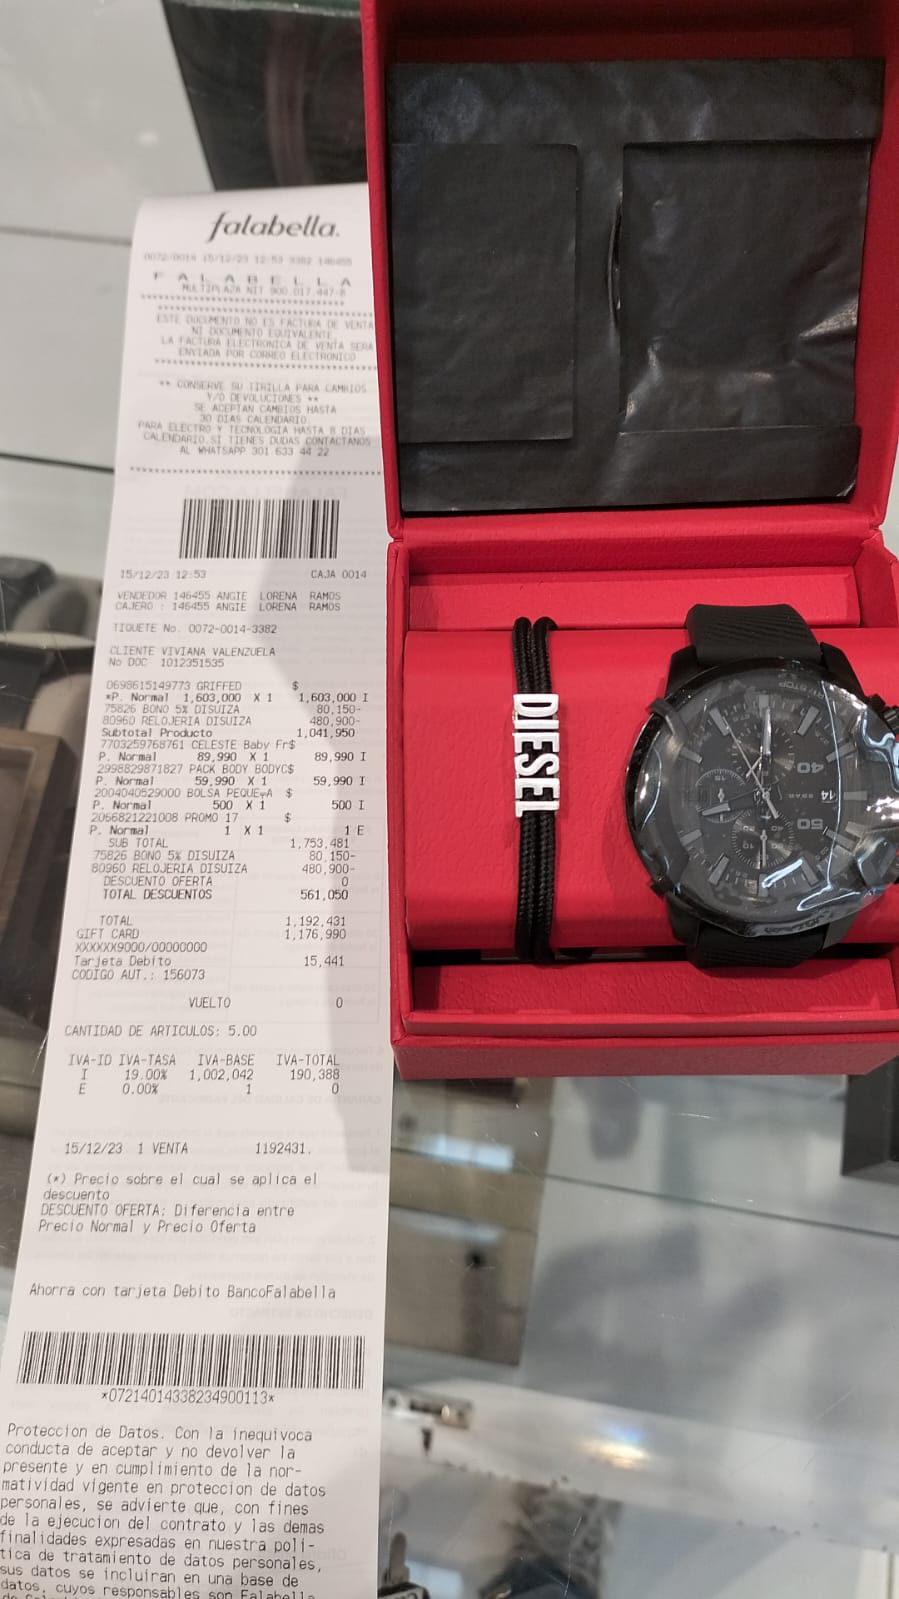 falabella.
0072/0014 15/12/23 12:53 3382 146455
F A L A B E L L A
MULTIPLAZA NIT 900.017.447-8
ESTE DOCUMENTO NO ES FACTURA DE VENTA
NI DOCUMENTO EQUIVALENTE
LA FACTURA ELECTRONICA DE VENTA SERA
ENVIADA POR CORREO ELECTRONICO
** CONSERVE SU TIRILLA PARA CAMBIOS
Y/O DEVOLUCIONES **
SE ACEPTAN CAMBIOS HASTA
30 DIAS CALENDARIO.
PARA ELECTRO Y TECNOLOGIA HASTA 8 DIAS
CALENDARIO.SI TIENES DUDAS CONTACTANOS
AL WHATSAPP 301 633 44 22
15/12/23 12:53 CAJA 0014
VENDEDOR 146455 ANGIE LORENA RAMOS
CAJERO : 146455 ANGIE LORENA RAMOS
TIQUETE No. 0072-0014-3382
CLIENTE VIVIANA VALENZUELA
No DOC 1012351535
0698615149773 GRIFFED $
*P. Normal 1,603,000 X 1 1,603,000 I
75826 BONO 5% DISUIZA 80,150-
80960 RELOJERIA DISUIZA 480,900-
Subtotal Producto 1,041,950
7703259768761 CELESTE Baby Fr$
P. Normal 89,990 X 1 89,990 I
2998829871827 PACK BODY BODYC$
P. Normal 59,990 X 1 59,990 I
2004040529000 BOLSA PEQUE╤A $
P. Normal 500 X 1 500 I
2066821221008 PROMO 17 $
P. Normal 1 X 1 1 E
SUB TOTAL 1,753,481
75826 BONO 5% DISUIZA 80,150-
80960 RELOJERIA DISUIZA 480,900-
DESCUENTO OFERTA 0
TOTAL DESCUENTOS 561,050
TOTAL 1,192,431
GIFT CARD 1,176,990
XXXXXX9000/00000000
Tarjeta Debito 15,441
CODIGO AUT.: 156073
VUELTO 0
CANTIDAD DE ARTICULOS: 5.00
IVA-ID IVA-TASA IVA-BASE IVA-TOTAL
I 19.00% 1,002,042 190,388
E 0.00% 1 0
15/12/23 1 VENTA 1192431.
(*) Precio sobre el cual se aplica el
descuento
DESCUENTO OFERTA: Diferencia entre
Precio Normal y Precio Oferta
Ahorra con tarjeta Debito BancoFalabella
*07214014338234900113*
Proteccion de Datos. Con la inequivoca
conducta de aceptar y no devolver la
presente y en cumplimiento de la nor-
matividad vigente en proteccion de datos
personales, se advierte que, con fines
de la ejecucion del contrato y las demas
finalidades expresadas en nuestra poli-
tica de tratamiento de datos personales,
sus datos se incluiran en una base de
datos, cuyos responsables son Falabella
DIESEL
40
50
14